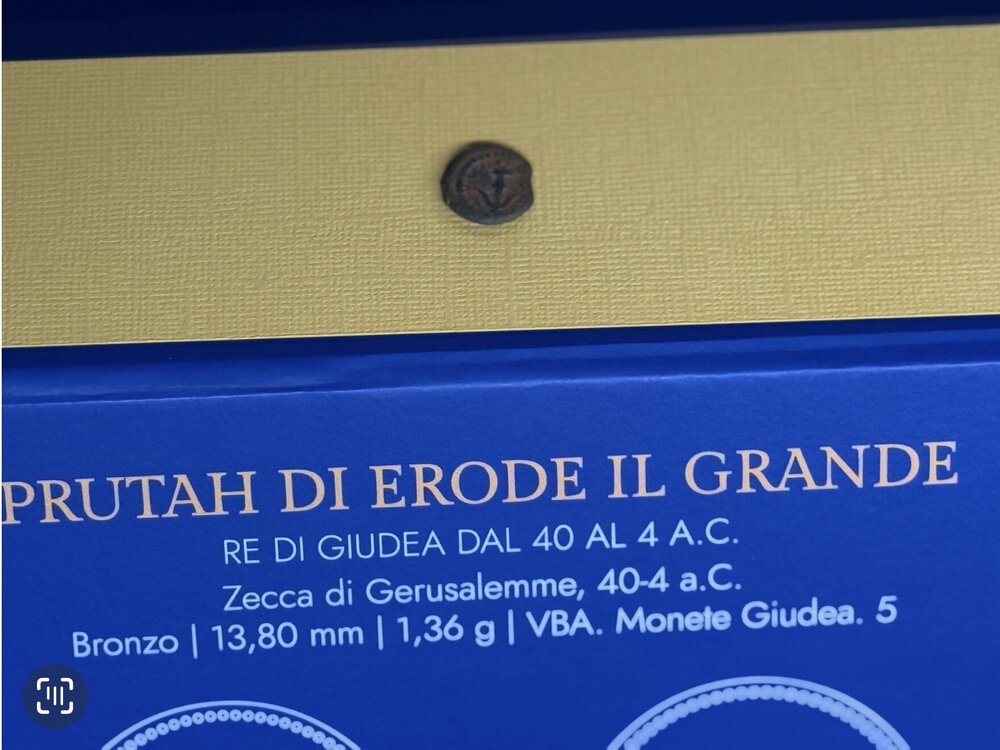 PRUTAH DI ERODE IL GRANDE
RE DI GIUDEA DAL 40 AL 4 A.C.
Zecca di Gerusalemme, 40-4 a.C.
Bronzo | 13,80 mm | 1,36 g | VBA. Monete Giudea. 5